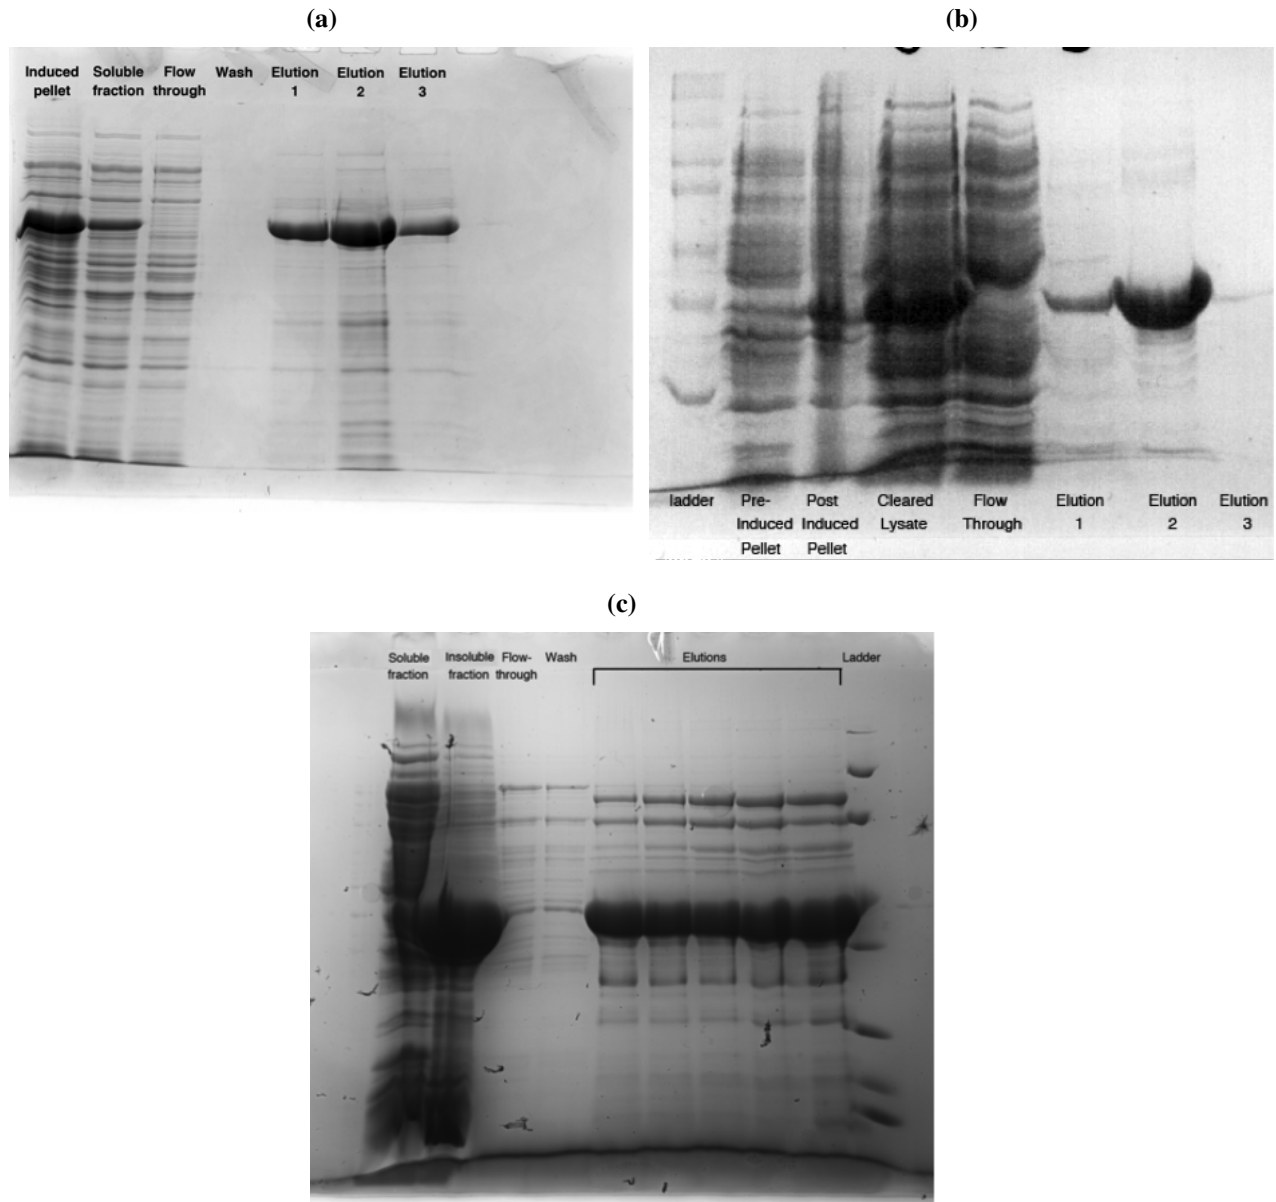 (a)
Induced Soluble Flow Wash Elution Elution Elution
pellet fraction through 1 2 3
(b)
ladder Pre- Post Cleared Flow Elution Elution Elution
Induced Induced Lysate Through 1 2 3
Pellet Pellet
(c)
Soluble Insoluble Flow- Wash Elutions Ladder
fraction fraction through